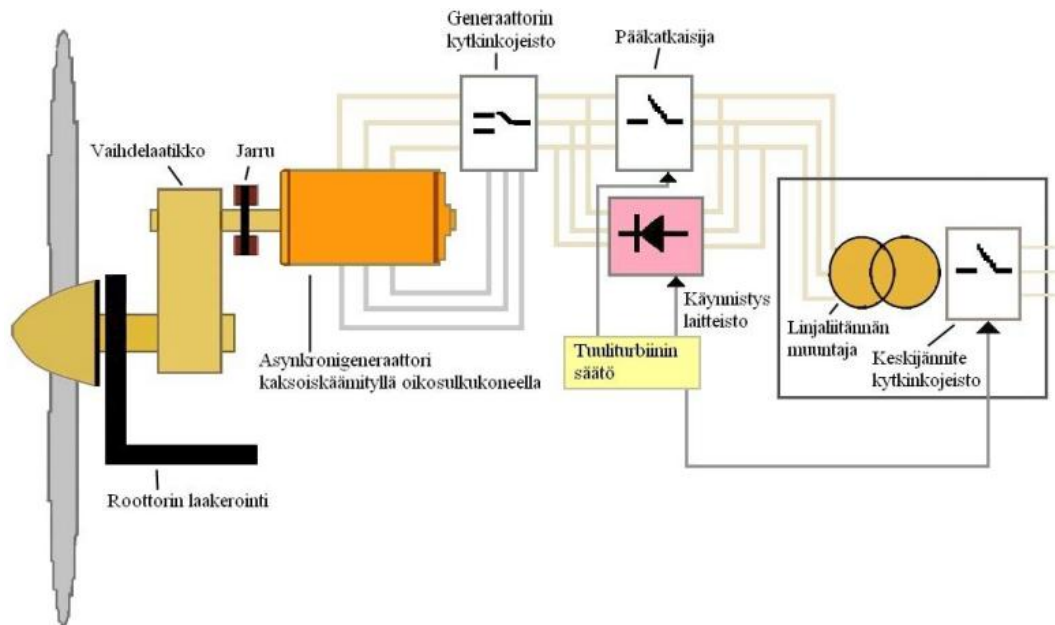 Generaattorin
kytkinkojeisto
Pääkatkaisija
Vaihdelaatikko
Jarru
Käynnistys
laitteisto
Linjaliitännän
muuntaja
Keskijännite
kytkinkojeisto
Tuuliturbiinin
säätö
Asynkronigeneraattori
kaksoiskäämityllä oikosulkukoneella
Roottorin laakerointi